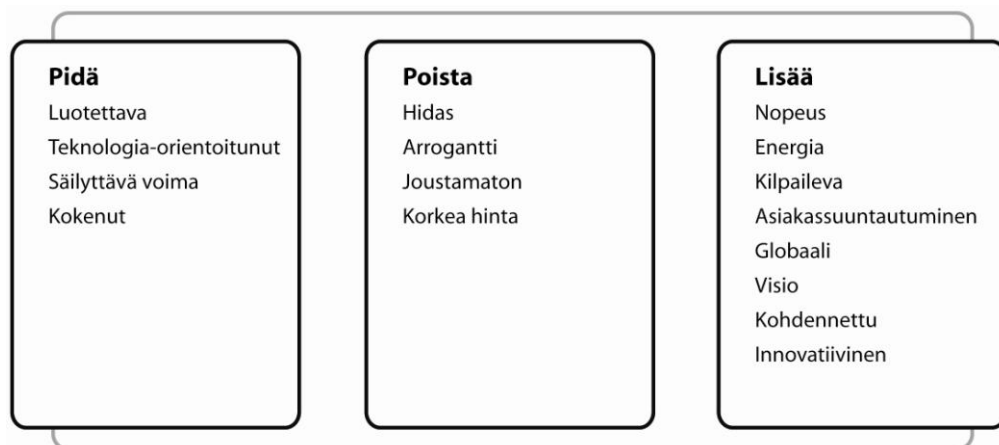 Pidä
Luotettava
Teknologia-orientoitunut
Säilyttävä voima
Kokenut
Poista
Hidas
Arrogantti
Joustamaton
Korkea hinta
Lisää
Nopeus
Energia
Kilpaileva
Asiakassuuntautuminen
Globaali
Visio
Kohdennettu
Innovatiivinen